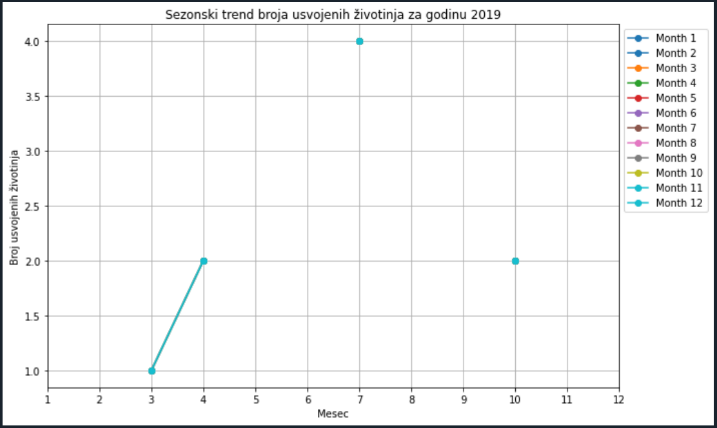 Sezonski trend broja usvojenih životinja za godinu 2019
4.0
3.5
3.0
2.5
2.0
1.5
1.0
Broj usvojenih životinja
1 2 3 4 5 6 7 8 9 10 11 12
Mesec
Month 1
Month 2
Month 3
Month 4
Month 5
Month 6
Month 7
Month 8
Month 9
Month 10
Month 11
Month 12